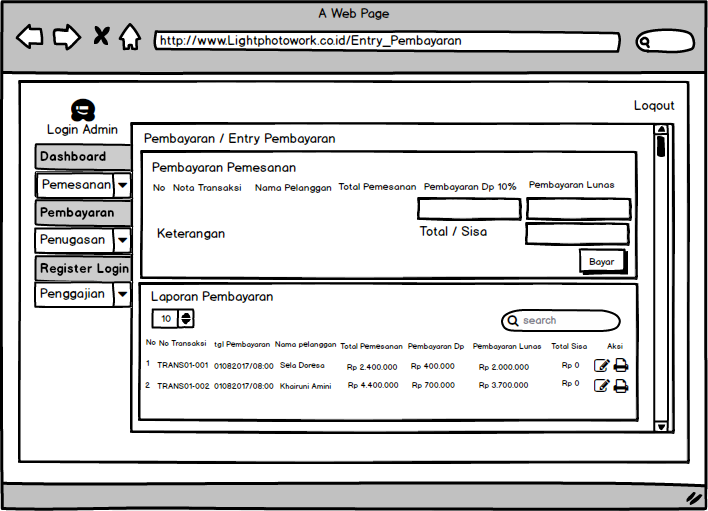 A Web Page
http://www.Lightphotowork.co.id/Entry_Pembayaran
Login Admin
Logout
Dashboard
Pemesanan
Pembayaran
Penugasan
Register Login
Penggajian
Pembayaran / Entry Pembayaran
Pembayaran Pemesanan
No Nota Transaksi Nama Pelanggan Total Pemesanan Pembayaran Dp 10% Pembayaran Lunas
Keterangan Total / Sisa
Bayar
Laporan Pembayaran
10 search
No No Transaksi tgl Pembayaran Nama pelanggan Total Pemesanan Pembayaran Dp Pembayaran Lunas Total Sisa Aksi
1 TRANS01-001 01082017/08:00 Sela Doresa Rp 2.400.000 Rp 400.000 Rp 2.000.000 Rp 0
2 TRANS01-002 01082017/08:00 Khairuni Amini Rp 4.400.000 Rp 700.000 Rp 3.700.000 Rp 0